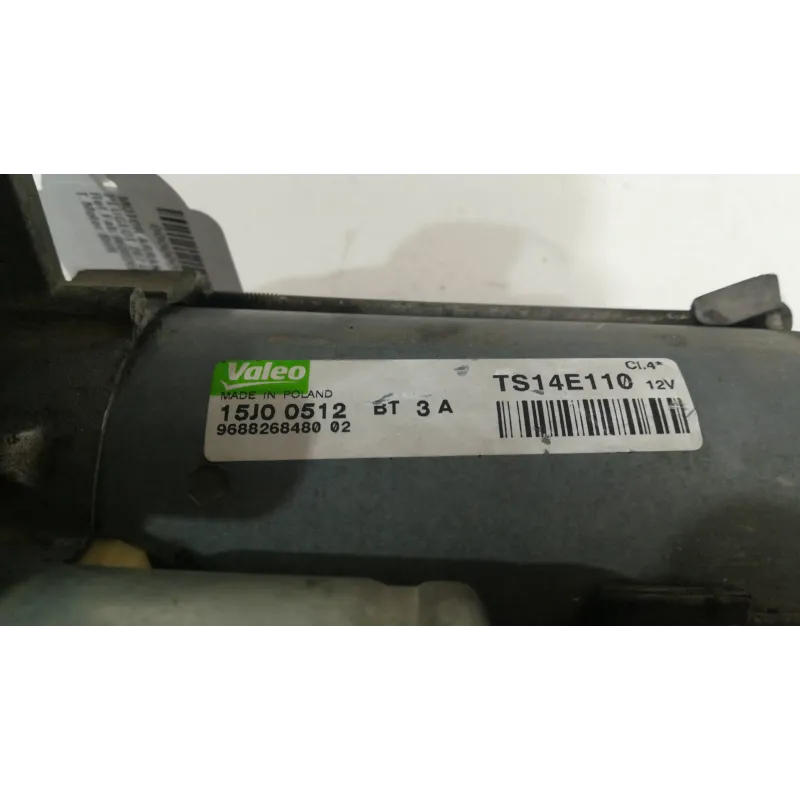 Valeo
MADE IN POLAND
15J0 0512 BT 3 A
9688268480 02
TS14E110 12V
Cl.4*